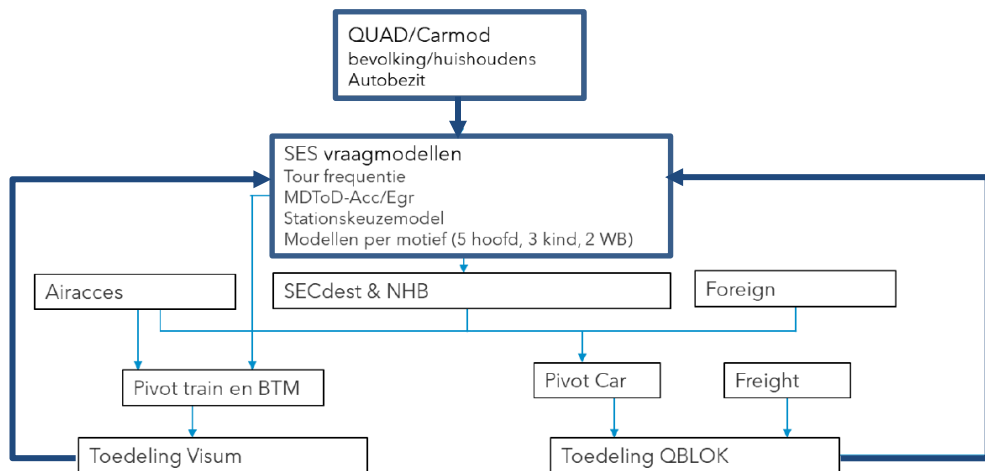 QUAD/Carmod
bevolking/huishoudens
Autobezit
SES vraagmodellen
Tour frequentie
MDToD-Acc/Egr
Stationskeuzemodel
Modellen per motief (5 hoofd, 3 kind, 2 WB)
Airacces
SECdest & NHB
Foreign
Pivot train en BTM
Pivot Car
Freight
Toedeling Visum
Toedeling QBLOK